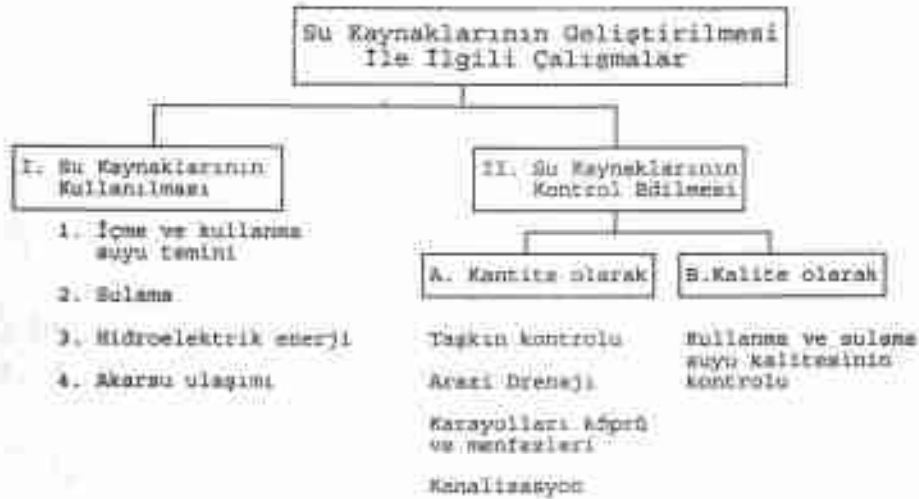 Su Kaynaklarının Geliştirilmesi
İle İlgili Çalışmalar
I. Su Kaynaklarının
Kullanılması
1. İçme ve kullanma
suyu temini
2. Sulama
3. Hidroelektrik enerji
4. Akarsu ulaşımı
II. Su Kaynaklarının
Kontrol Edilmesi
A. Kantite olarak
Taşkın kontrolu
Arazi Drenajı
Karayolları köprü
ve menfezleri
Kanalizasyon
B.Kalite olarak
Kullanma ve sulama
suyu kalitesinin
kontrolu